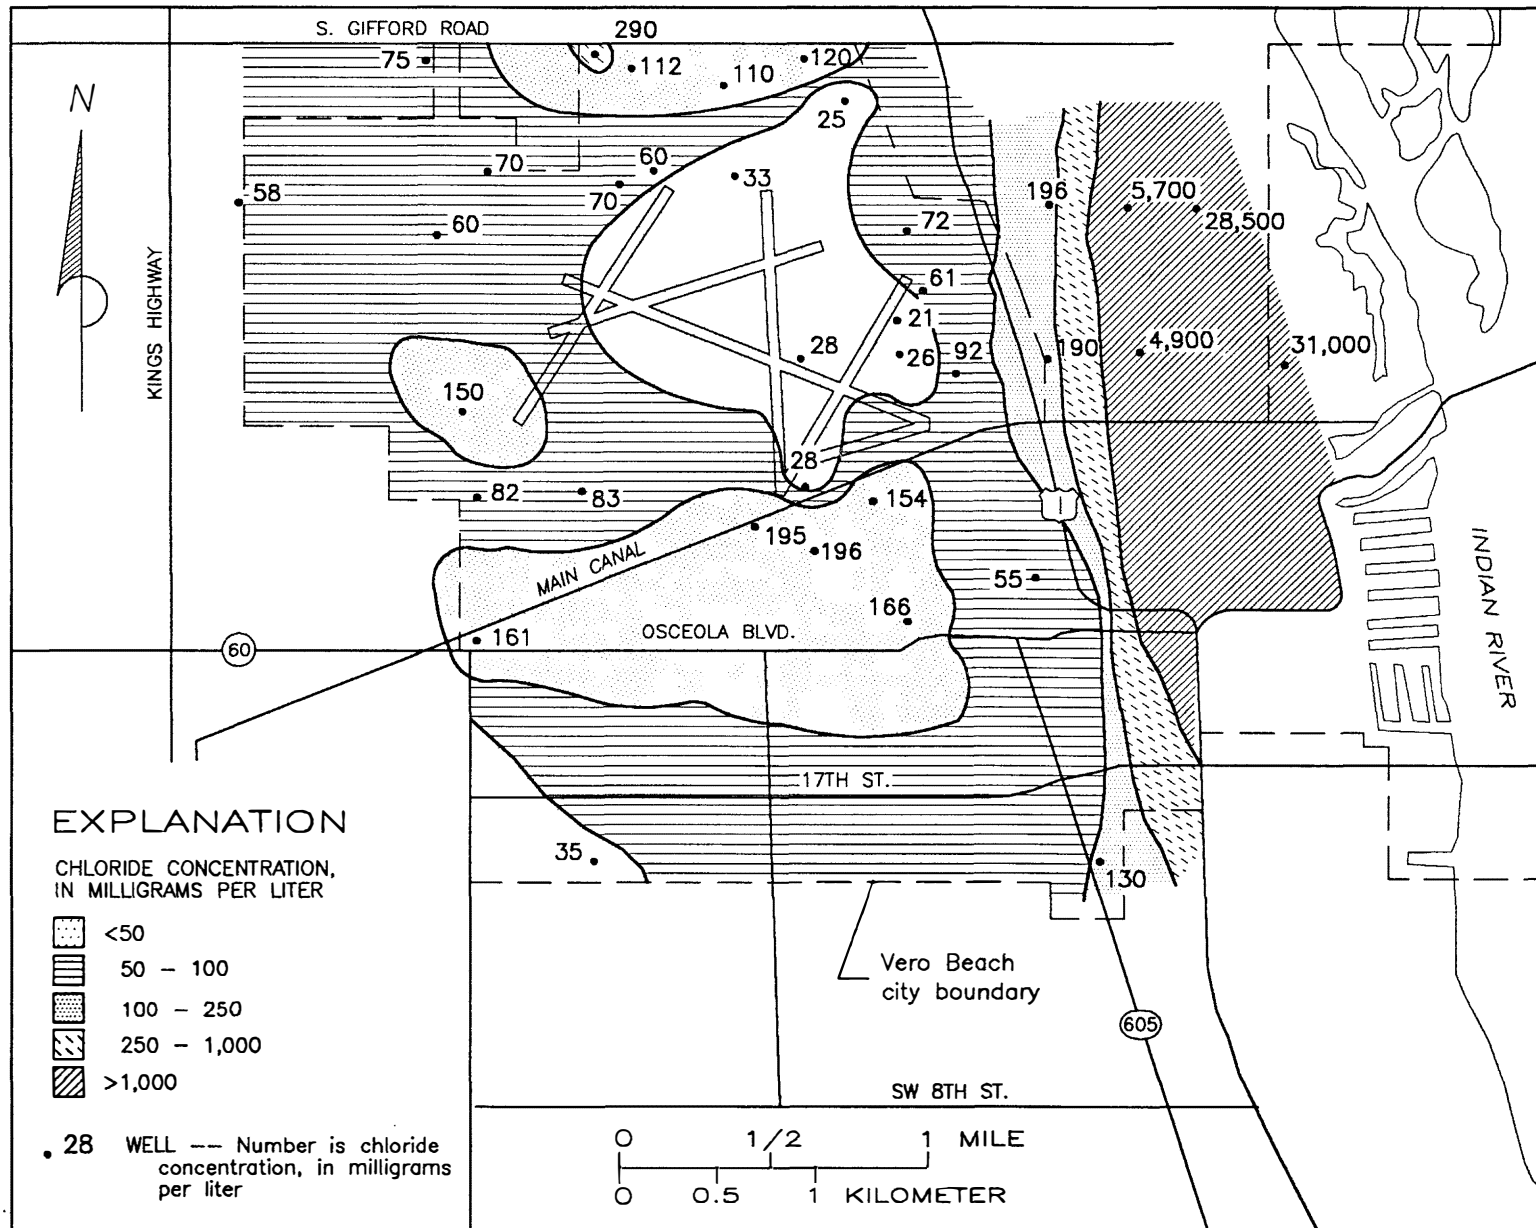 S. GIFFORD ROAD
290
75
112
120
110
N
25
70
60
33
58
70
196
5,700
28,500
60
72
KINGS HIGHWAY
61
21
28
26
92
190
4,900
31,000
150
28
82
83
154
195
196
MAIN CANAL
INDIAN RIVER
55
166
161
OSCEOLA BLVD.
60
1
17TH ST.
35
130
EXPLANATION
CHLORIDE CONCENTRATION,
IN MILLIGRAMS PER LITER
<50
50 – 100
100 – 250
250 – 1,000
>1,000
28 WELL –– Number is chloride
concentration, in milligrams
per liter
Vero Beach
city boundary
605
SW 8TH ST.
0 1/2 1 MILE
0 0.5 1 KILOMETER